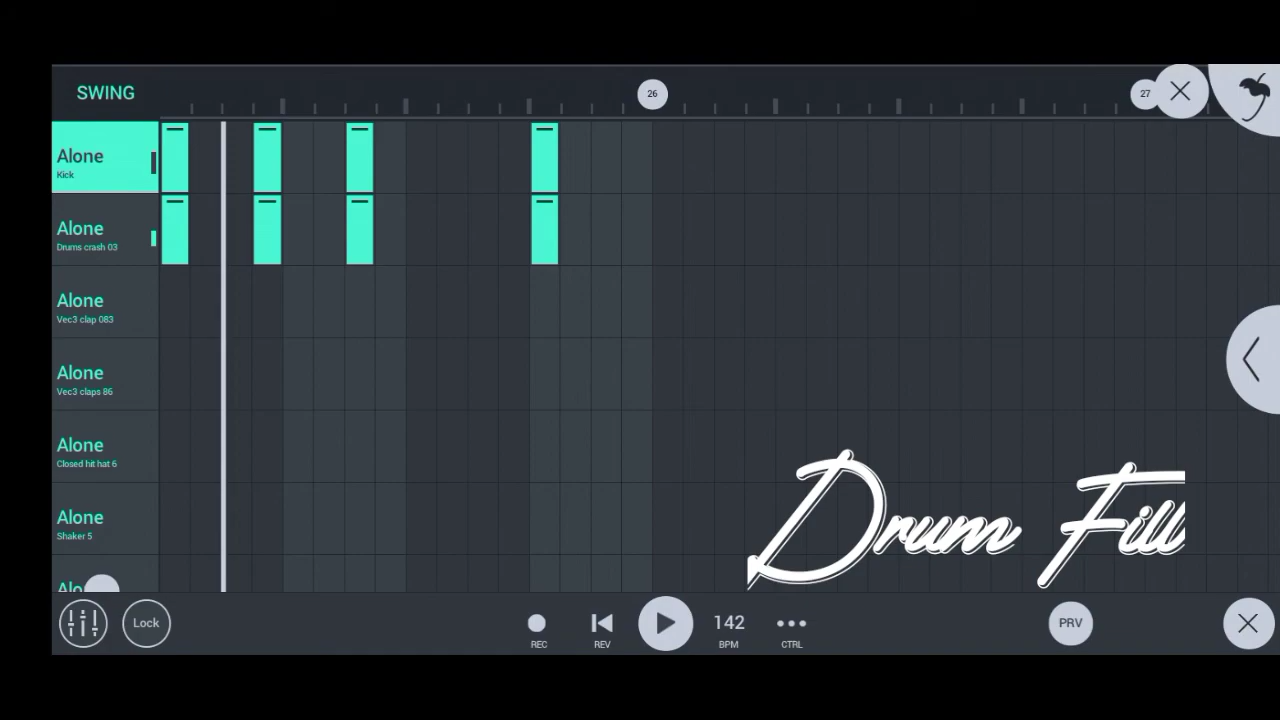 SWING
26
27
Alone
Kick
Alone
Drums crash 03
Alone
Vec3 clap 083
Alone
Vec3 claps 86
Alone
Closed hit hat 6
Alone
Shaker 5
Drum Fill
Lock
142
PRV
REC
REV
BPM
CTRL